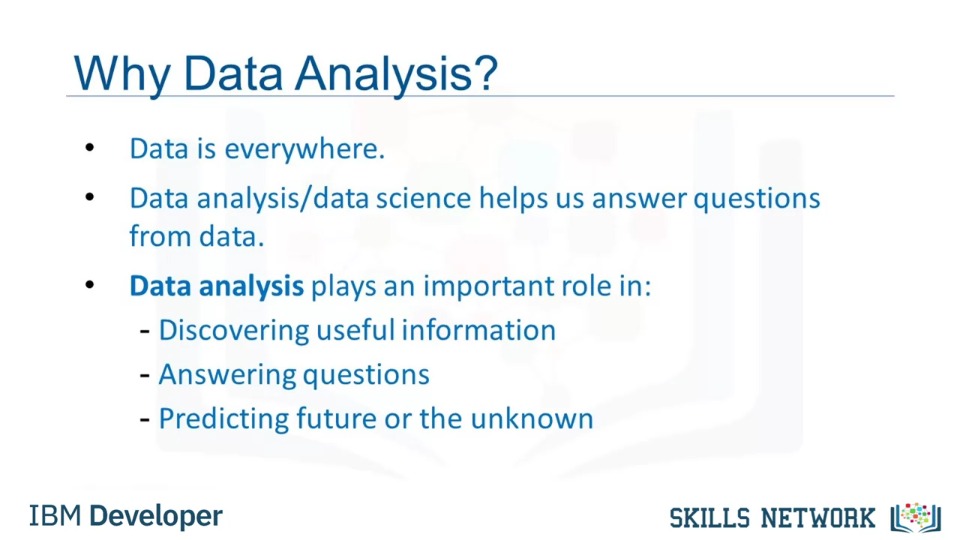 Why Data Analysis?
• Data is everywhere.
• Data analysis/data science helps us answer questions
from data.
• Data analysis plays an important role in:
- Discovering useful information
- Answering questions
- Predicting future or the unknown
IBM Developer
SKILLS NETWORK